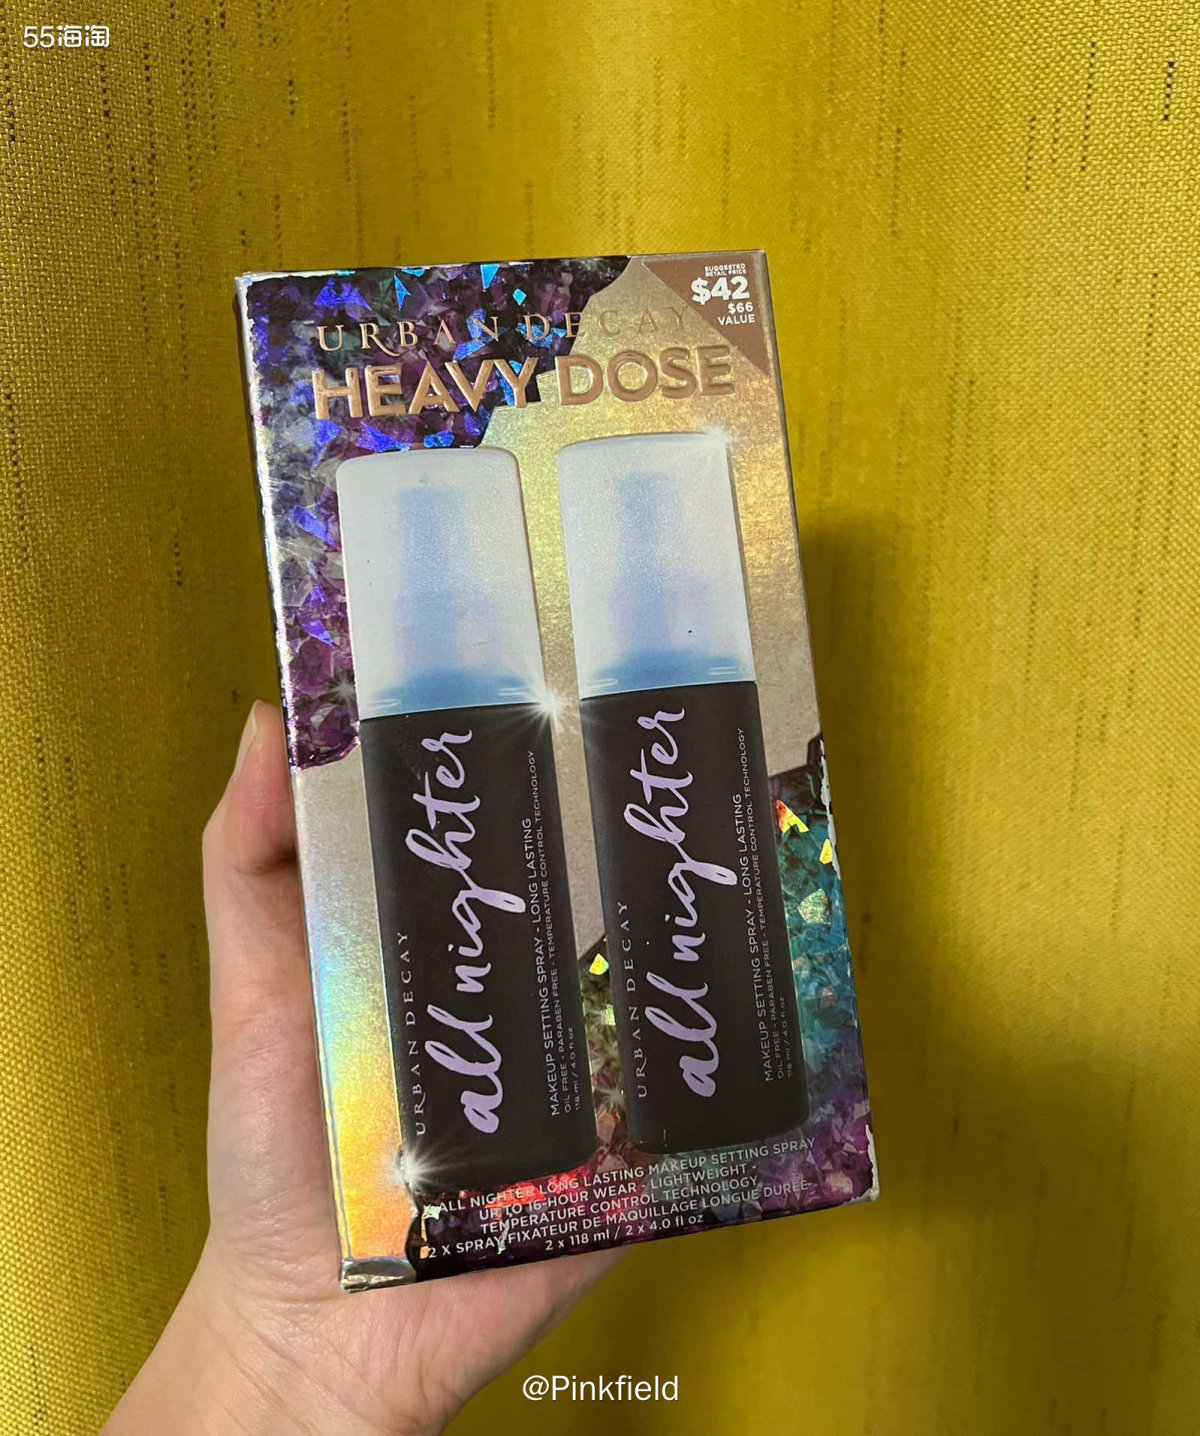 55海淘
SUGGESTED
RETAIL PRICE
$42
$66
VALUE
URBAN DECAY
HEAVY DOSE
URBAN DECAY
all nighter
MAKEUP SETTING SPRAY - LONG LASTING
OIL FREE - PARABEN FREE - TEMPERATURE CONTROL TECHNOLOGY
118 ml / 4.0 fl oz
URBAN DECAY
all nighter
MAKEUP SETTING SPRAY - LONG LASTING
OIL FREE - PARABEN FREE - TEMPERATURE CONTROL TECHNOLOGY
118 ml / 4.0 fl oz
2 X ALL NIGHTER LONG LASTING MAKEUP SETTING SPRAY
UP TO 16-HOUR WEAR - LIGHTWEIGHT -
TEMPERATURE CONTROL TECHNOLOGY
2 X SPRAY FIXATEUR DE MAQUILLAGE LONGUE DURÉE
2 x 118 ml / 2 x 4.0 fl oz
@Pinkfield